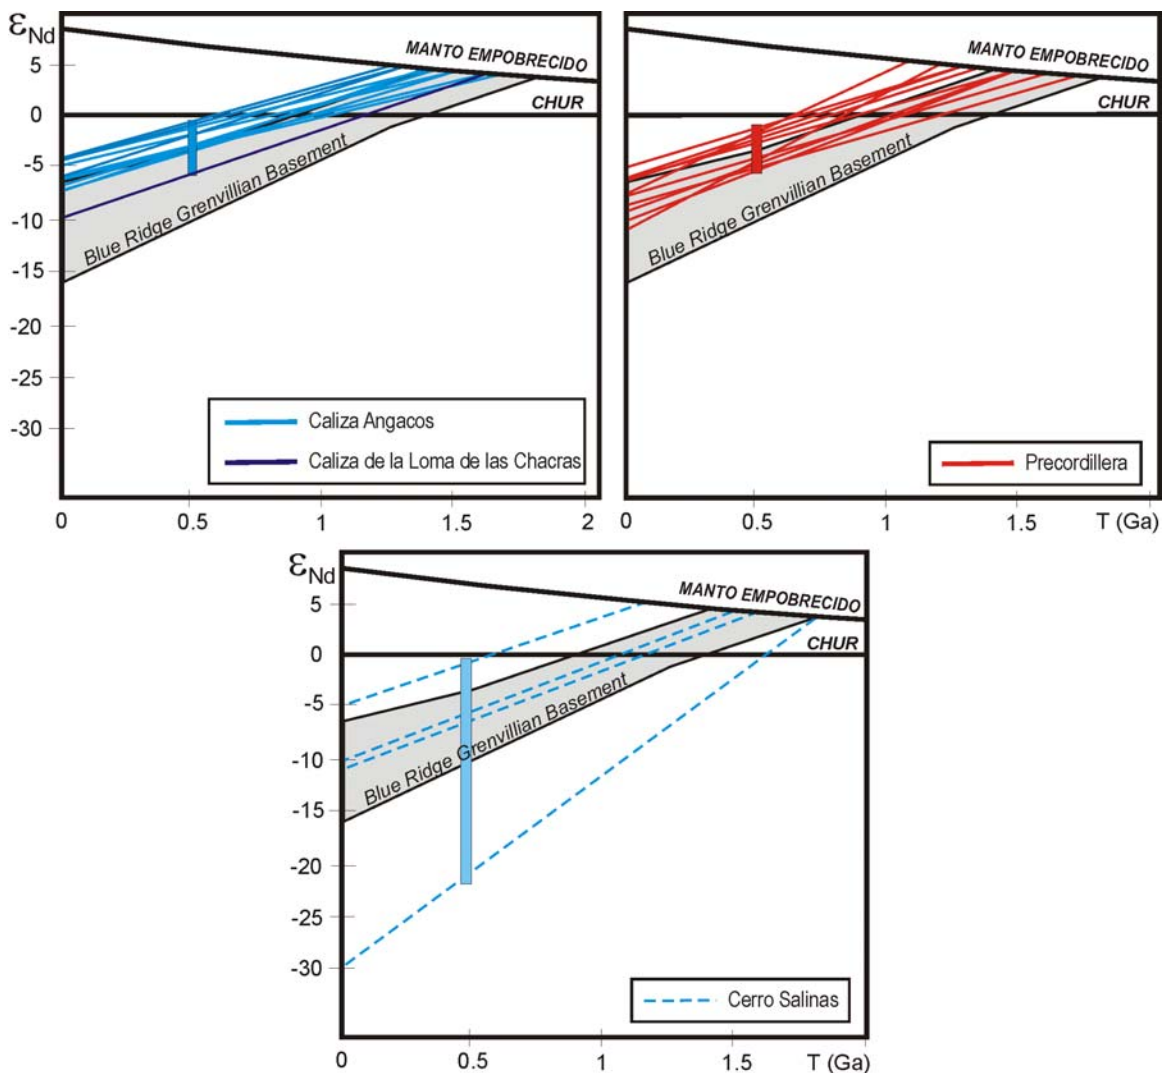 εNd
MANTO EMPOBRECIDO
5
CHUR
0
-5
-10
-15
-20
-25
-30
Blue Ridge Grenvillian Basement
Caliza Angacos
Caliza de la Loma de las Chacras
0
0.5
1
1.5
2
MANTO EMPOBRECIDO
CHUR
Blue Ridge Grenvillian Basement
Precordillera
0
0.5
1
1.5
T (Ga)
εNd
MANTO EMPOBRECIDO
5
CHUR
0
-5
-10
-15
-20
-25
-30
Blue Ridge Grenvillian Basement
Cerro Salinas
0
0.5
1
1.5
T (Ga)